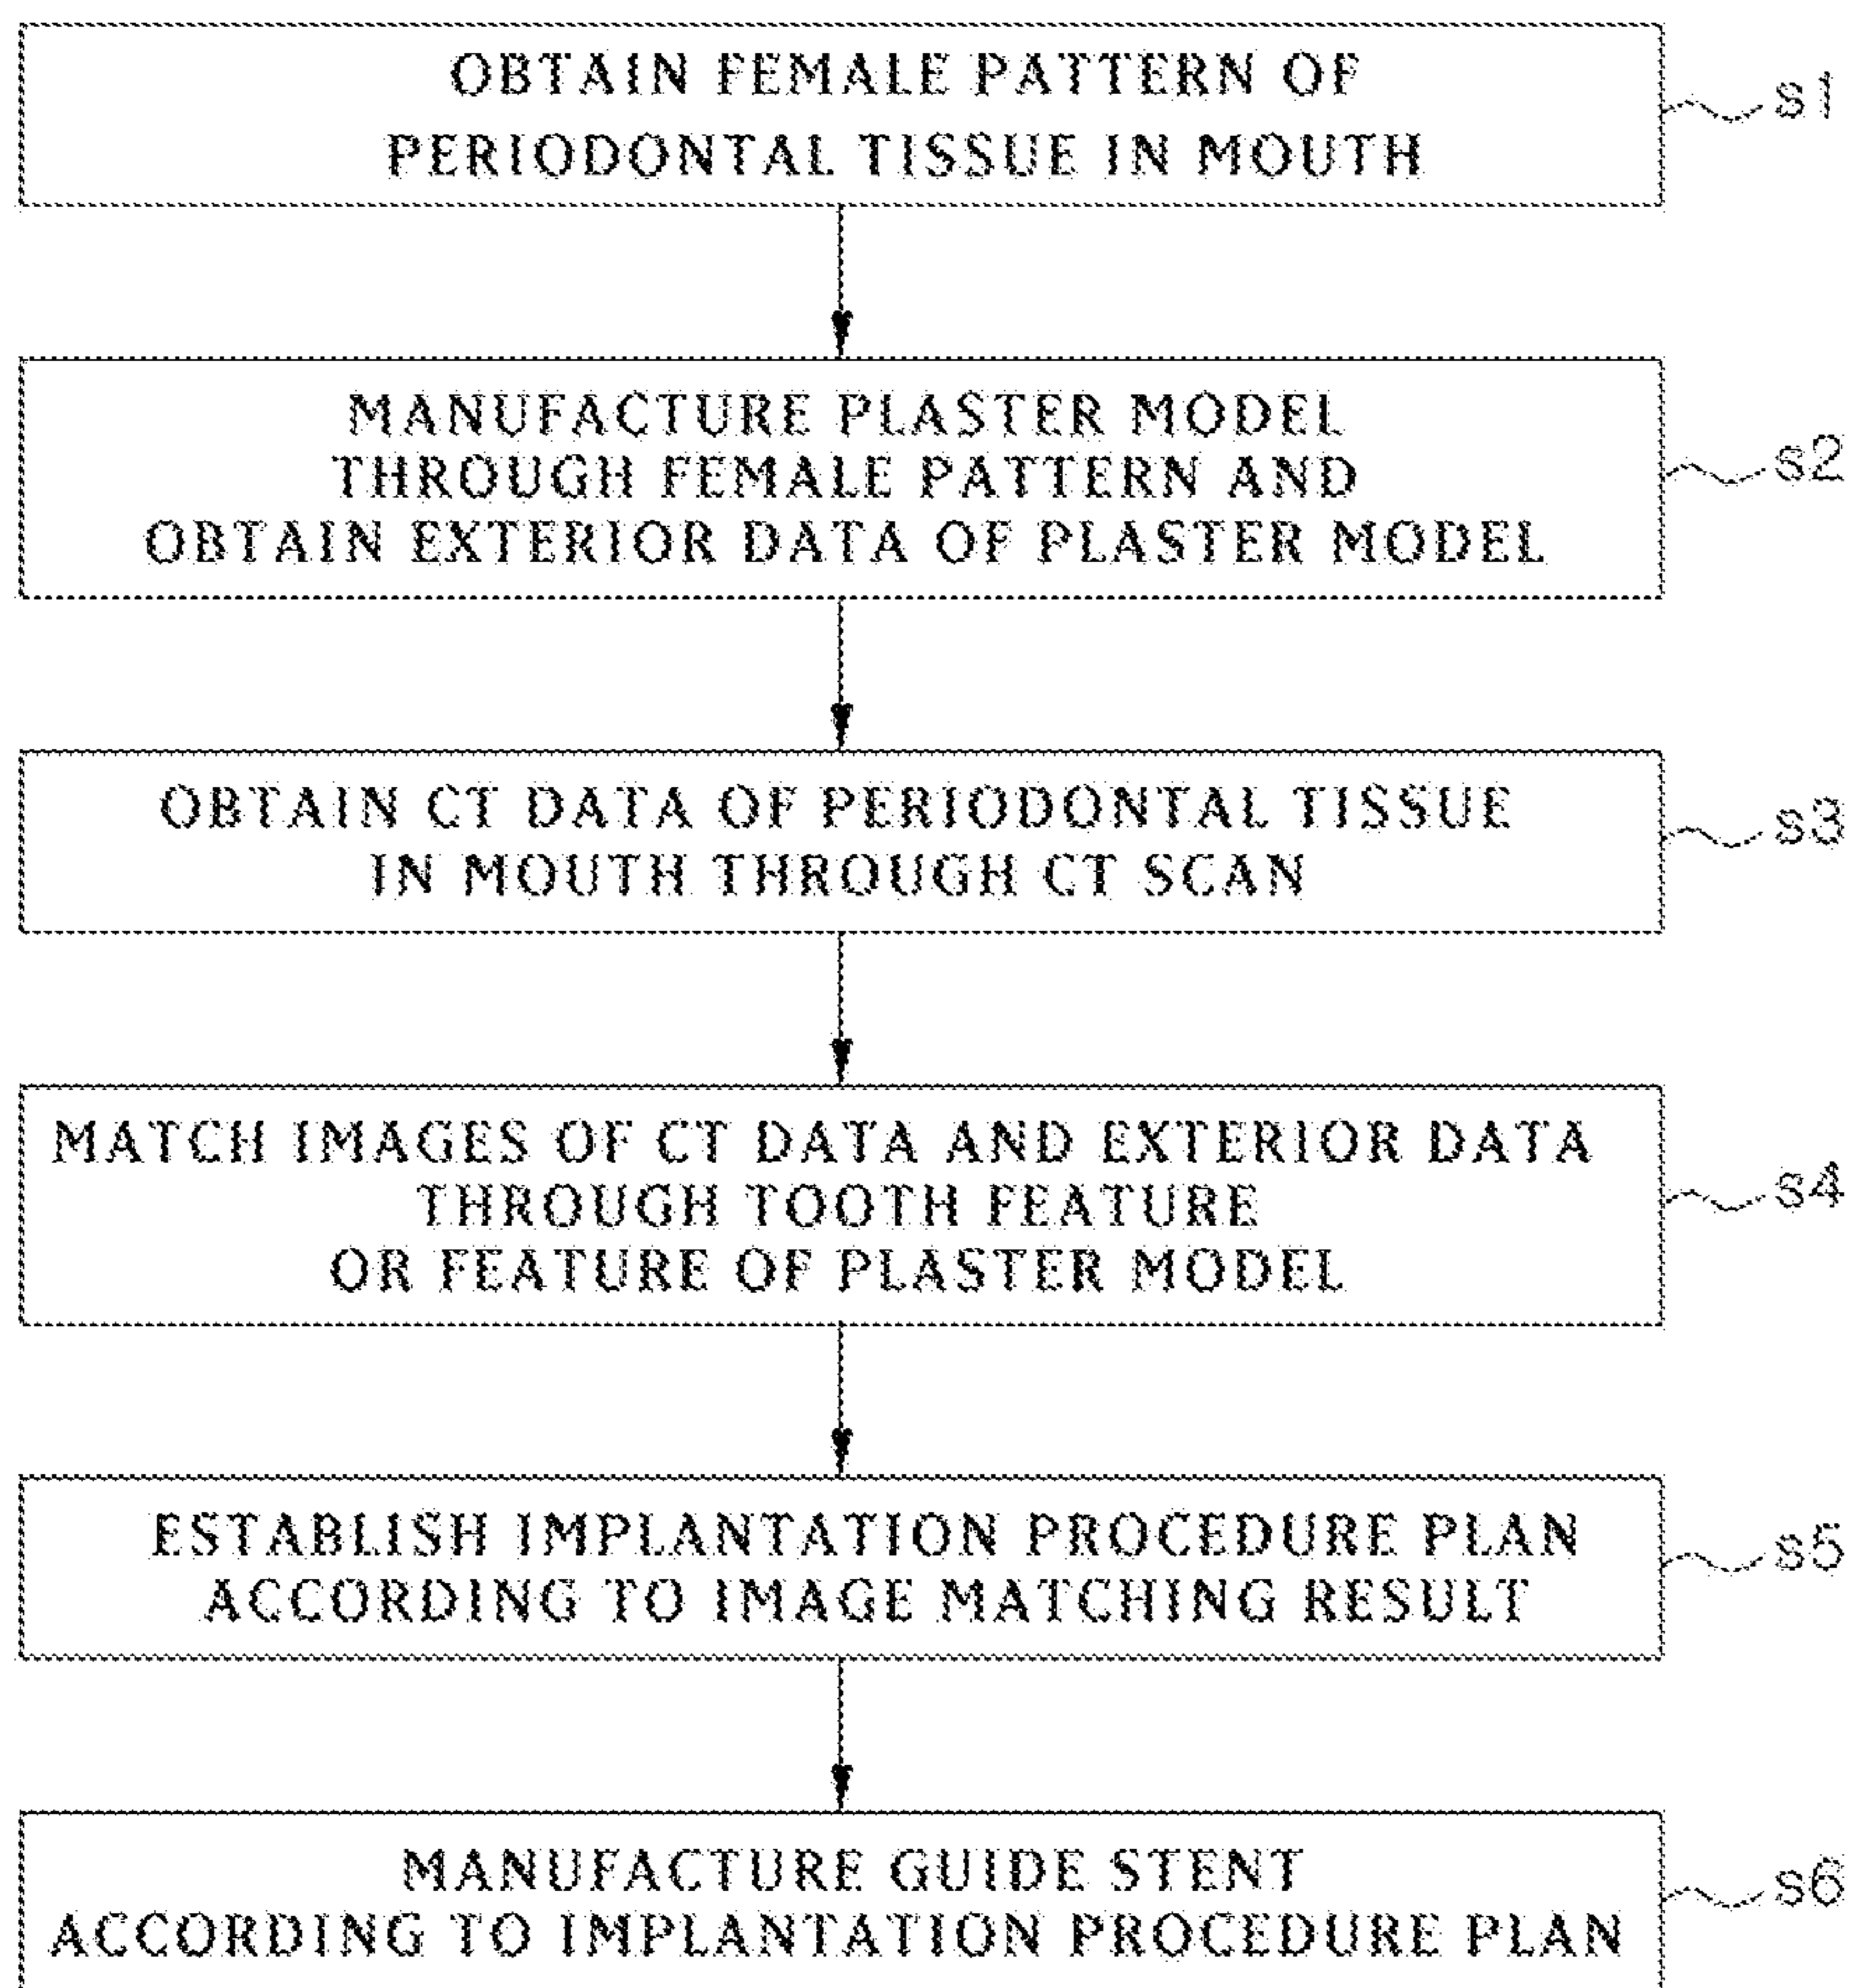 OBTAIN FEMALE PATTERN OF
PERIODONTAL TISSUE IN MOUTH
s1
MANUFACTURE PLASTER MODEL
THROUGH FEMALE PATTERN AND
OBTAIN EXTERIOR DATA OF PLASTER MODEL
s2
OBTAIN CT DATA OF PERIODONTAL TISSUE
IN MOUTH THROUGH CT SCAN
s3
MATCH IMAGES OF CT DATA AND EXTERIOR DATA
THROUGH TOOTH FEATURE
OR FEATURE OF PLASTER MODEL
s4
ESTABLISH IMPLANTATION PROCEDURE PLAN
ACCORDING TO IMAGE MATCHING RESULT
s5
MANUFACTURE GUIDE STENT
ACCORDING TO IMPLANTATION PROCEDURE PLAN
s6